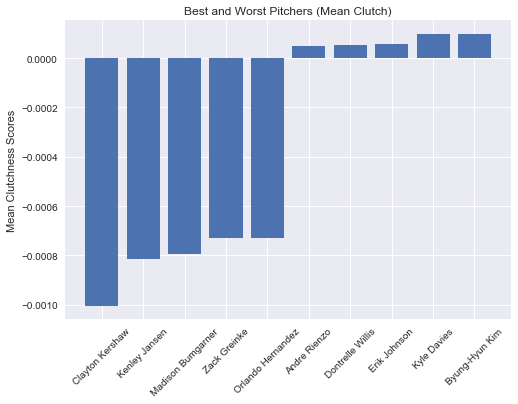 Best and Worst Pitchers (Mean Clutch)
Mean Clutchness Scores
0.0000
−0.0002
−0.0004
−0.0006
−0.0008
−0.0010
Clayton Kershaw
Kenley Jansen
Madison Bumgarner
Zack Greinke
Orlando Hernandez
Andre Rienzo
Dontrelle Willis
Erik Johnson
Kyle Davies
Byung-Hyun Kim